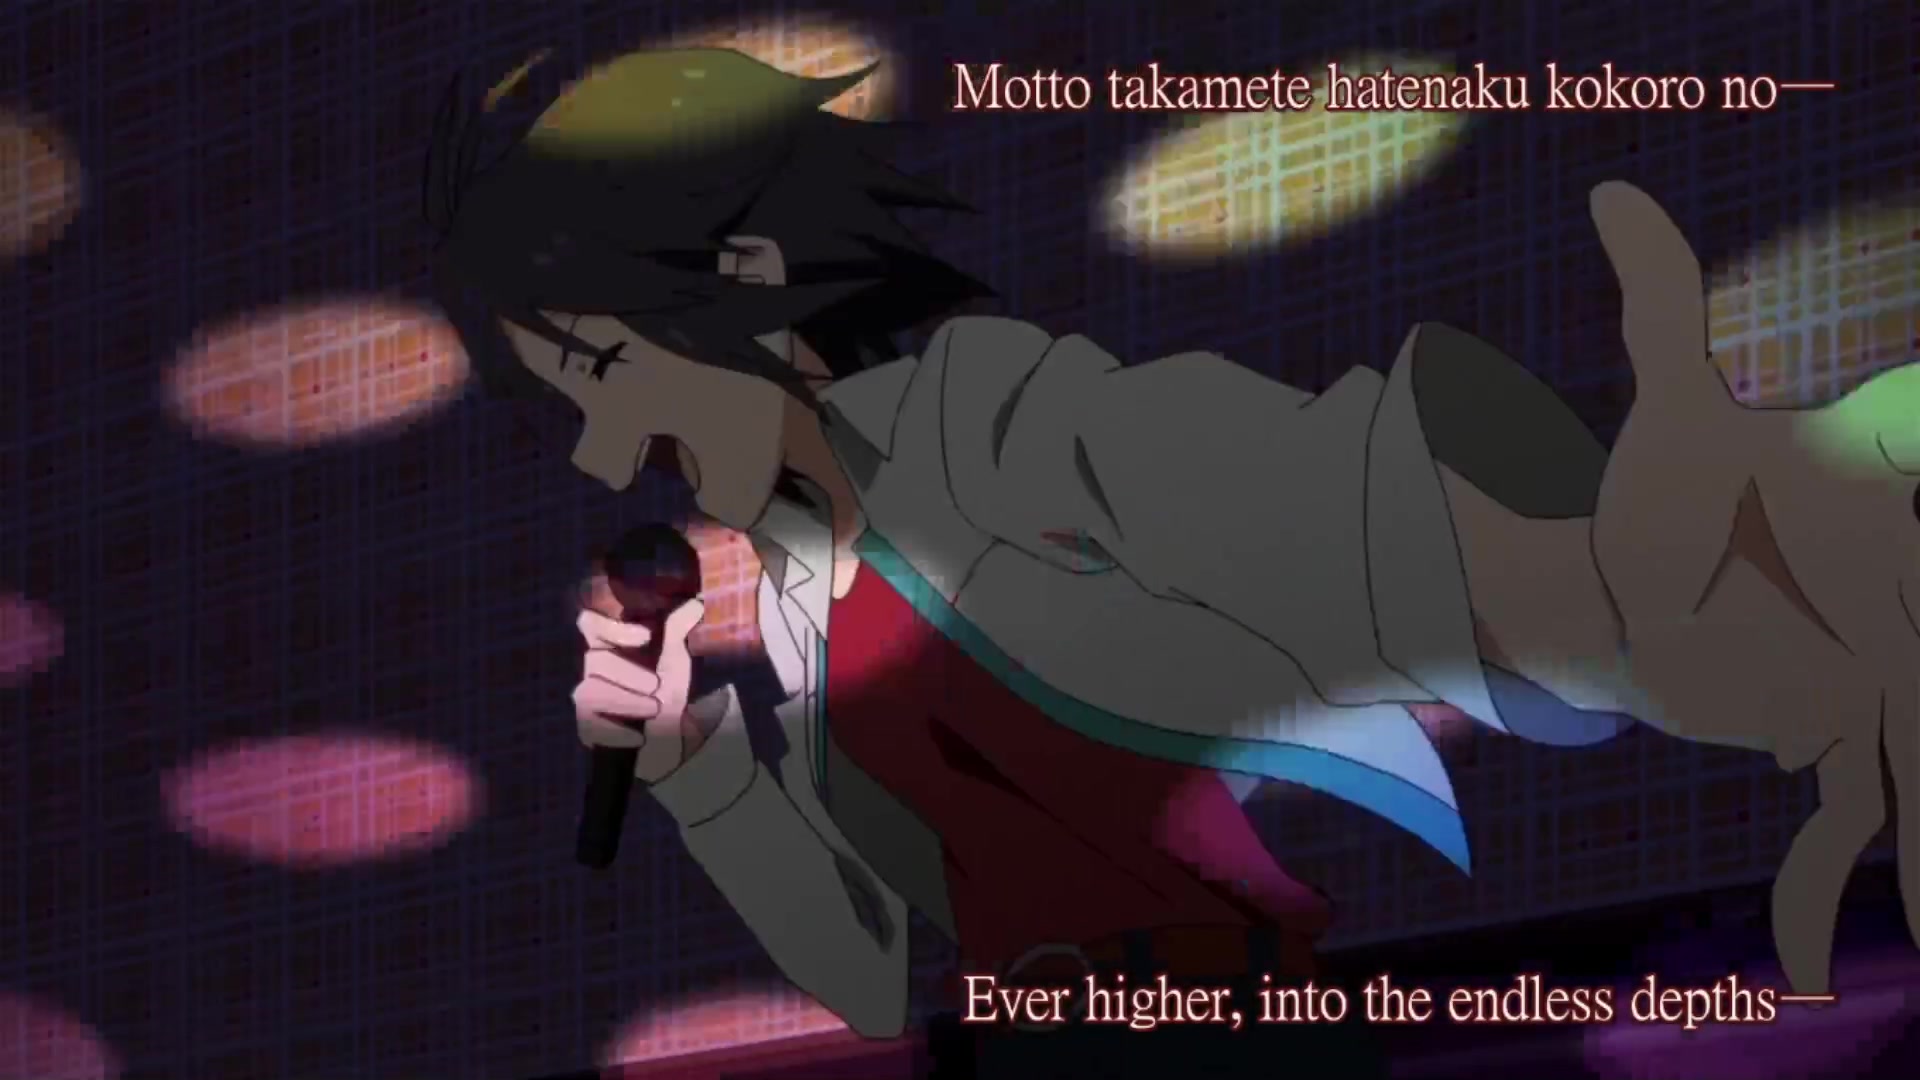 Motto takamete hatenaku kokoro no—
Ever higher, into the endless depths—